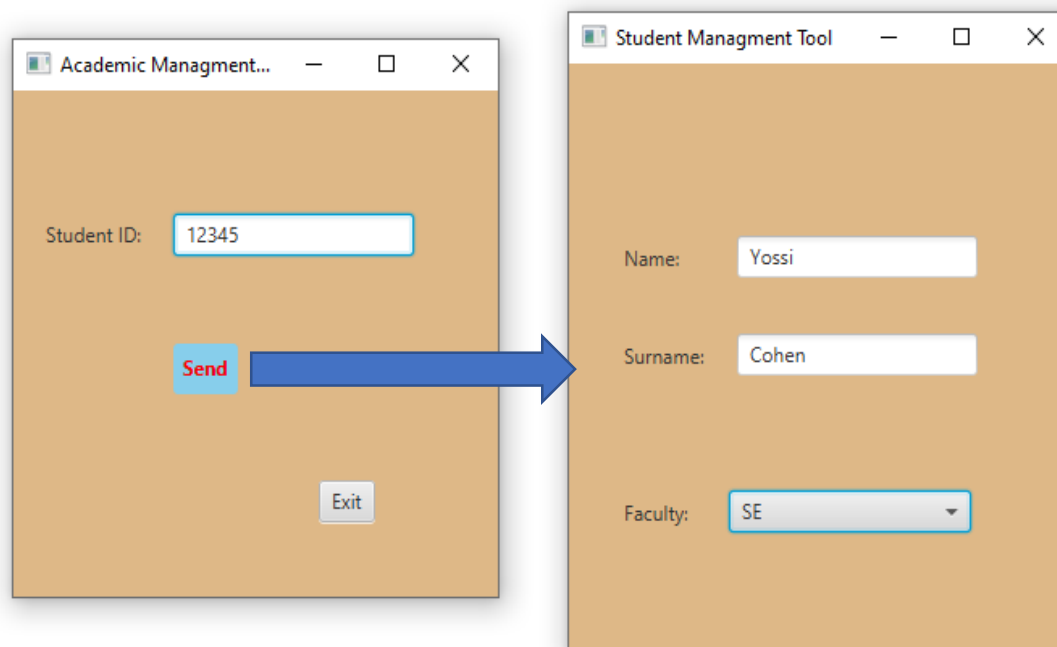 Academic Managment...
Student ID: 12345
Send
Exit
Student Managment Tool
Name: Yossi
Surname: Cohen
Faculty: SE